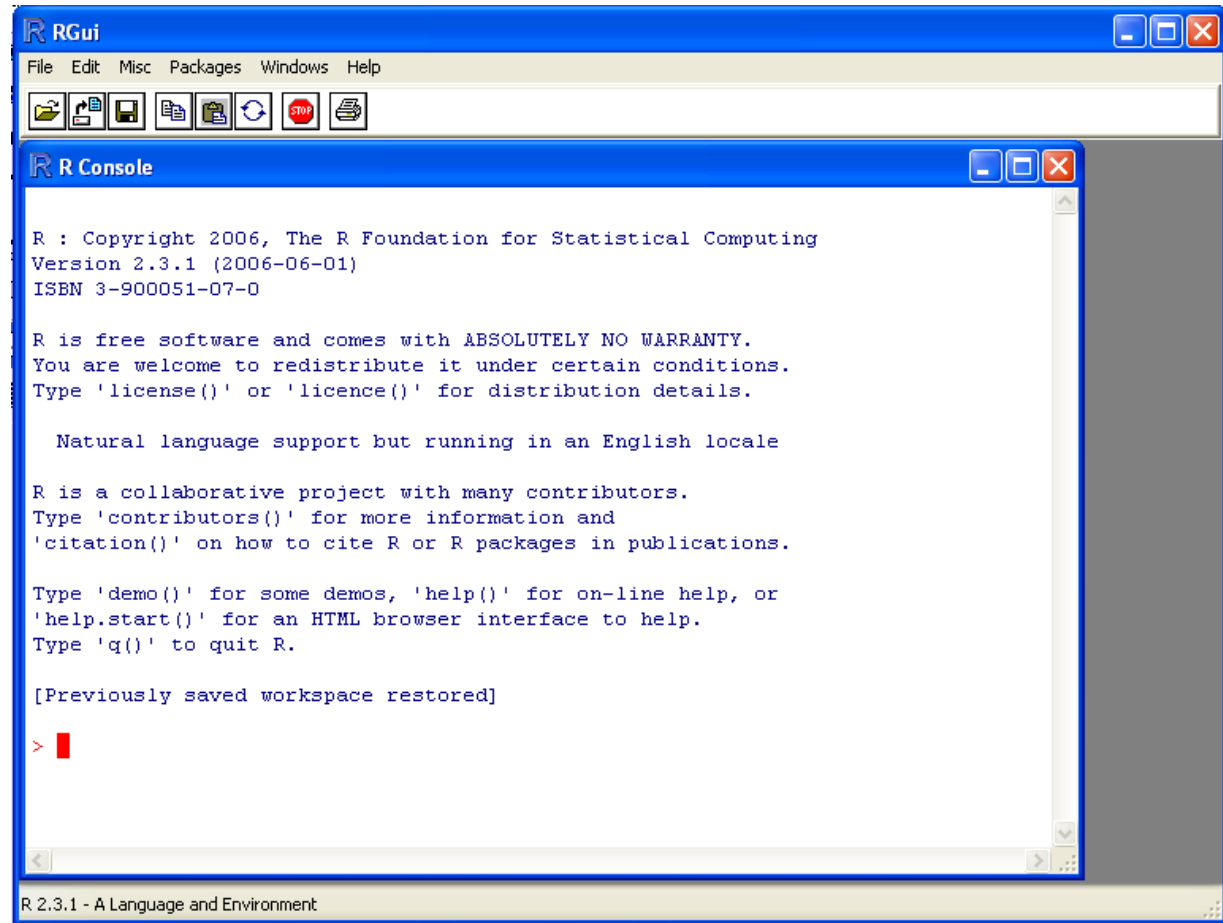 RGui
File Edit Misc Packages Windows Help
STOP
R Console
R : Copyright 2006, The R Foundation for Statistical Computing
Version 2.3.1 (2006-06-01)
ISBN 3-900051-07-0
R is free software and comes with ABSOLUTELY NO WARRANTY.
You are welcome to redistribute it under certain conditions.
Type 'license()' or 'licence()' for distribution details.
Natural language support but running in an English locale
R is a collaborative project with many contributors.
Type 'contributors()' for more information and
'citation()' on how to cite R or R packages in publications.
Type 'demo()' for some demos, 'help()' for on-line help, or
'help.start()' for an HTML browser interface to help.
Type 'q()' to quit R.
[Previously saved workspace restored]
>
R 2.3.1 - A Language and Environment